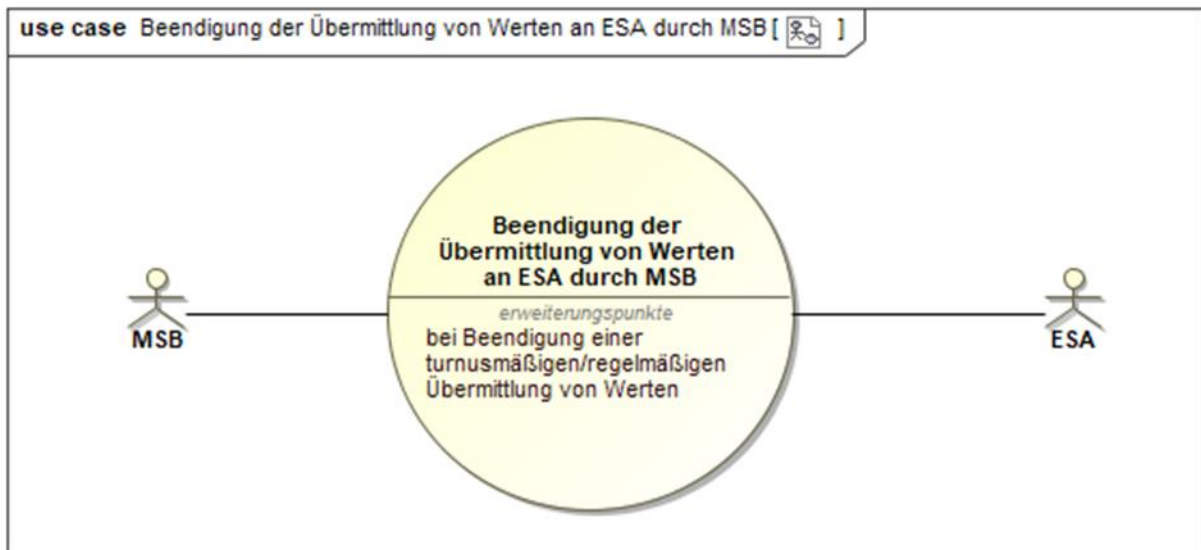 use case Beendigung der Übermittlung von Werten an ESA durch MSB [ ]
Beendigung der
Übermittlung von Werten
an ESA durch MSB
erweiterungspunkte
bei Beendigung einer
turnusmäßigen/regelmäßigen
Übermittlung von Werten
MSB
ESA